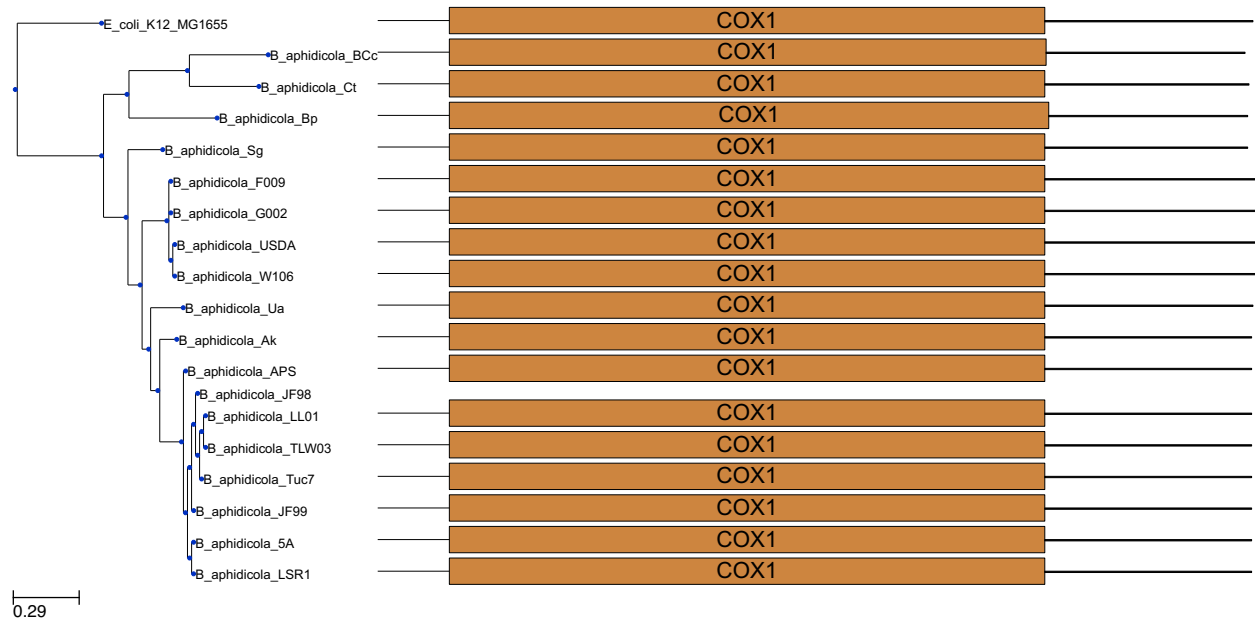 E_coli_K12_MG1655 COX1
B_aphidicola_BCc COX1
B_aphidicola_Ct COX1
B_aphidicola_Bp COX1
B_aphidicola_Sg COX1
B_aphidicola_F009 COX1
B_aphidicola_G002 COX1
B_aphidicola_USDA COX1
B_aphidicola_W106 COX1
B_aphidicola_Ua COX1
B_aphidicola_Ak COX1
B_aphidicola_APS COX1
B_aphidicola_JF98
B_aphidicola_LL01 COX1
B_aphidicola_TLW03 COX1
B_aphidicola_Tuc7 COX1
B_aphidicola_JF99 COX1
B_aphidicola_5A COX1
B_aphidicola_LSR1 COX1
0.29